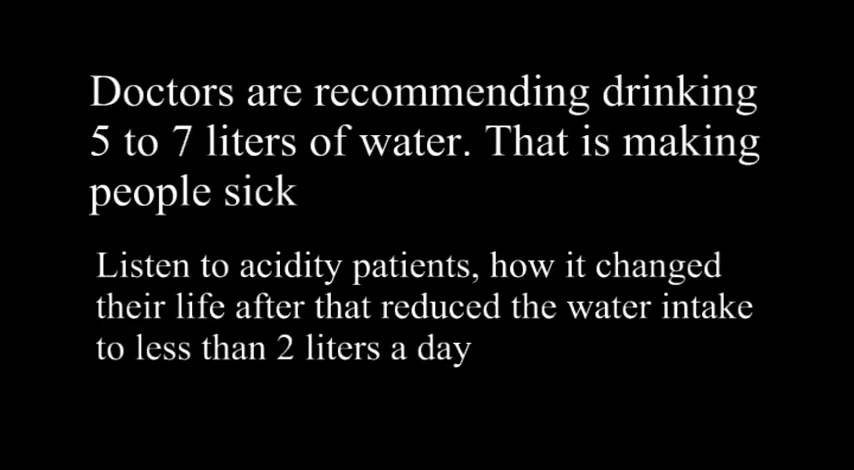 Doctors are recommending drinking
5 to 7 liters of water. That is making
people sick
Listen to acidity patients, how it changed
their life after that reduced the water intake
to less than 2 liters a day